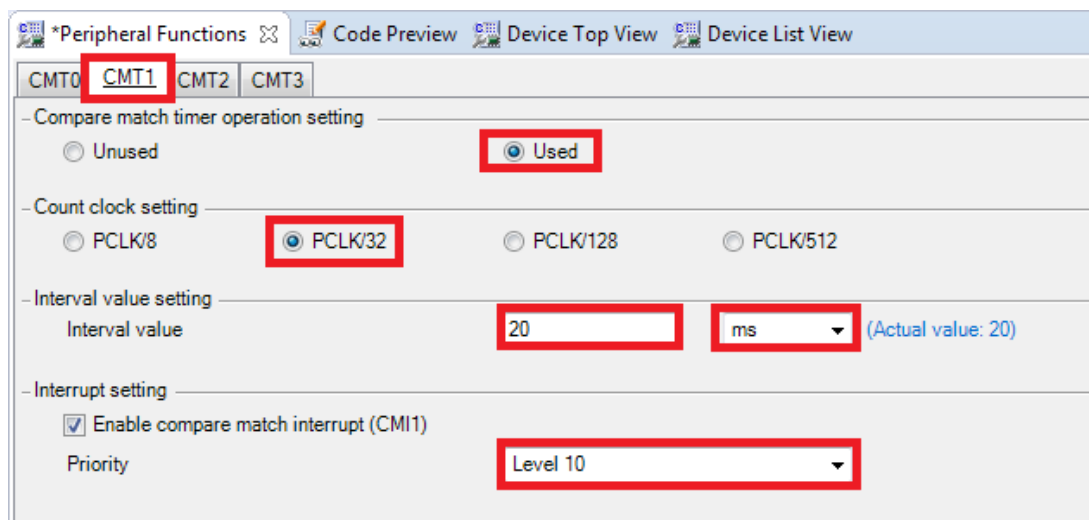 *Peripheral Functions Code Preview Device Top View Device List View
CMT0 CMT1 CMT2 CMT3
Compare match timer operation setting
Unused Used
Count clock setting
PCLK/8 PCLK/32 PCLK/128 PCLK/512
Interval value setting
Interval value 20 ms (Actual value: 20)
Interrupt setting
Enable compare match interrupt (CMI1)
Priority Level 10